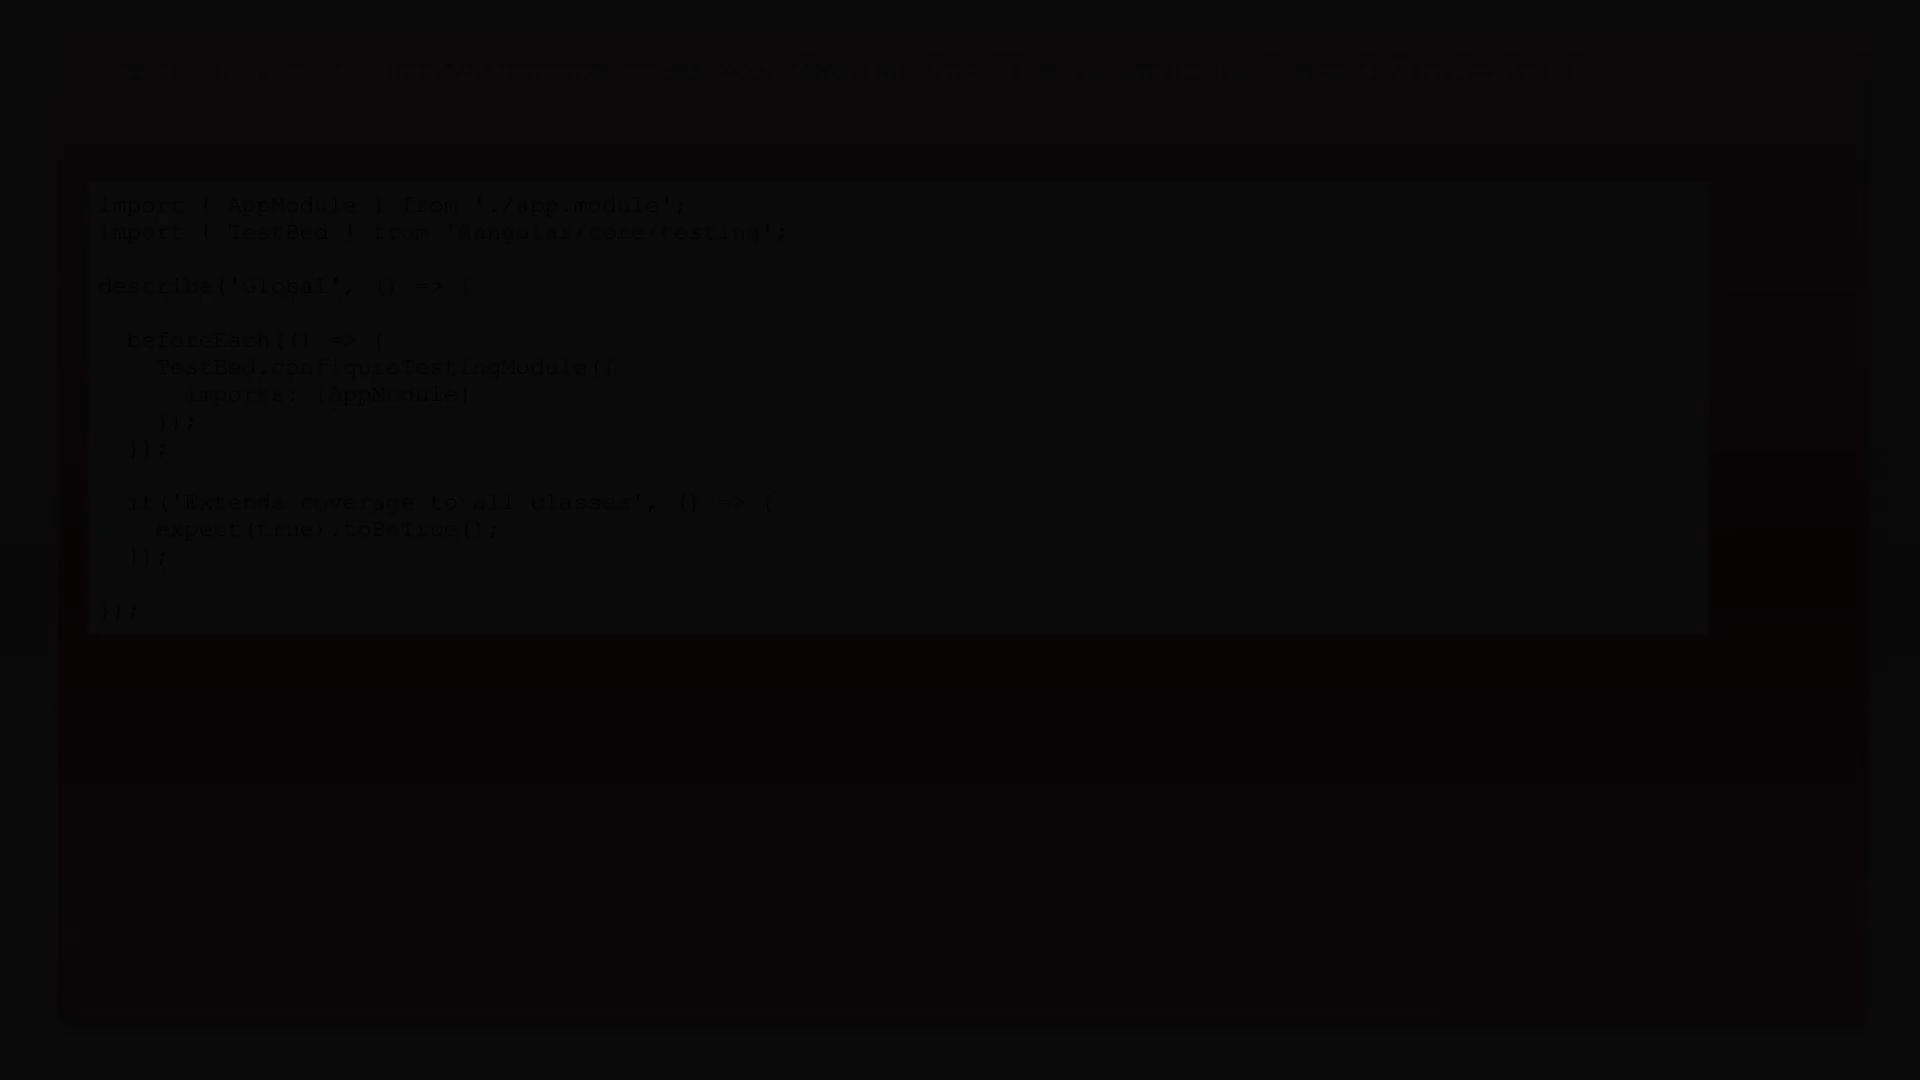 import { AppModule } from './app.module';
import { TestBed } from '@angular/core/testing';
describe('Global', () => {
beforeEach(() => {
TestBed.configureTestingModule({
imports: [AppModule]
});
});
it('Extends coverage to all classes', () => {
expect(true).toBeTrue();
});
});